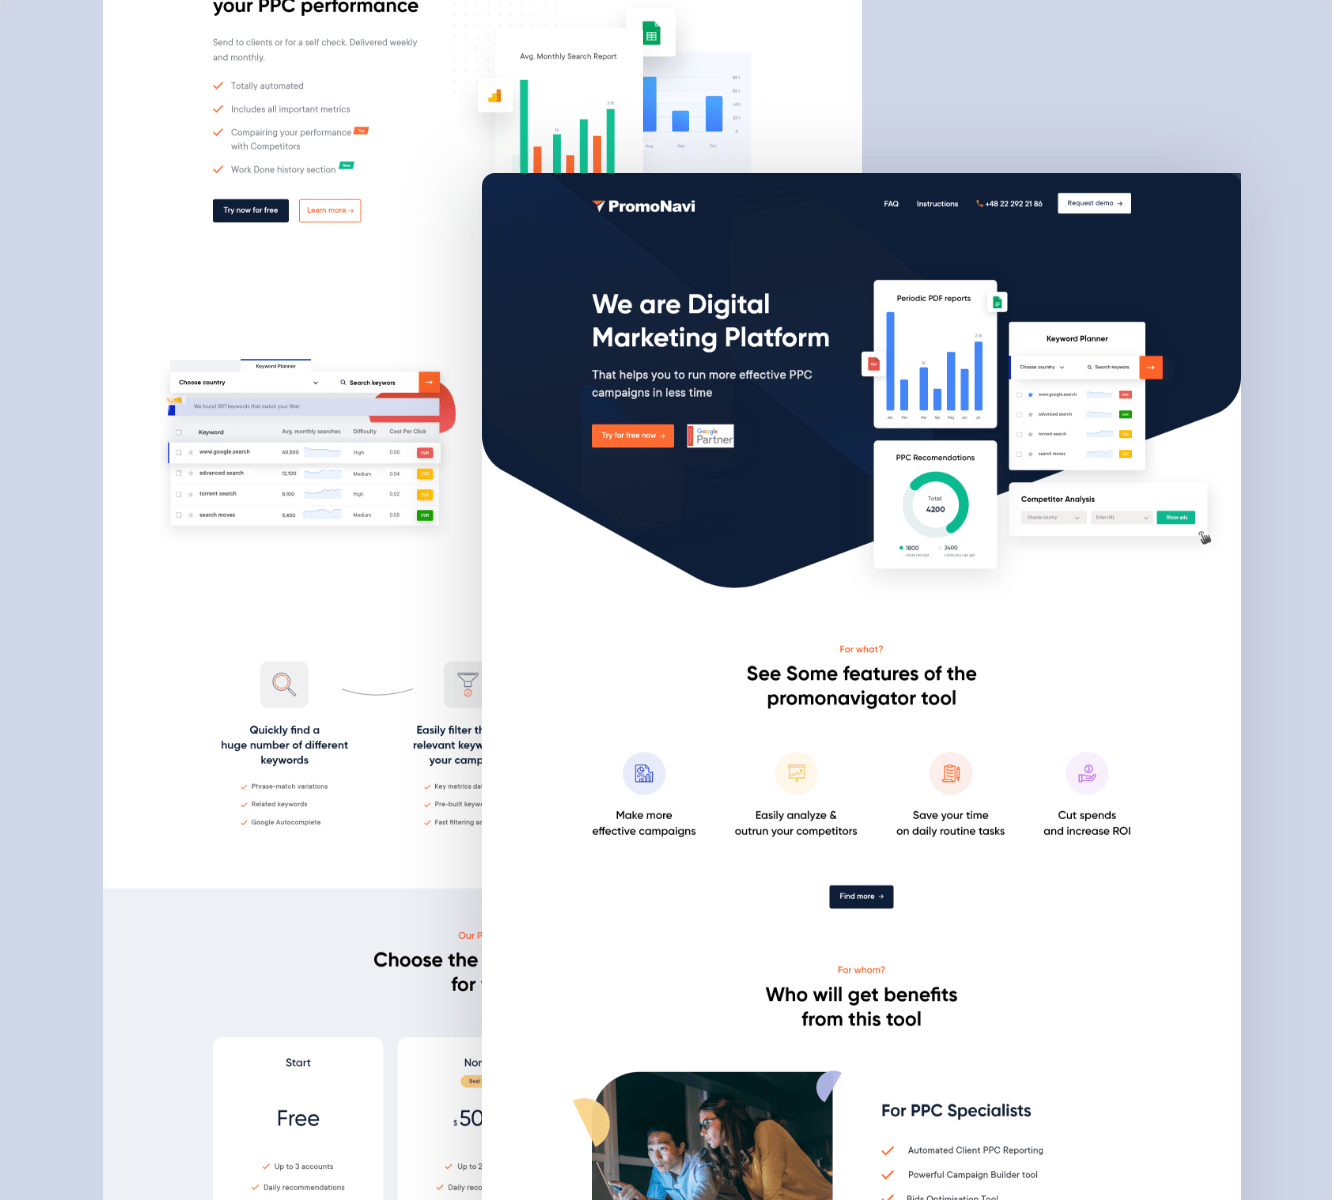 your PPC performance
Send to clients or for a self check. Delivered weekly
and monthly.
Totally automated
Includes all important metrics
Compairing your performance
with Competitors
Work Done history section
Try now for free
Learn more →
Avg. Monthly Search Report
Aug
Sep
Oct
Keyword Planner
Choose country
Search keywors
We found 1871 keywords that match your filter
Keyword
Avg. monthly searches
Difficulty
Cost Per Click
www.google.search
60,500
High
0.00
advanced search
12,100
Medium
0.04
torrent search
8,100
High
0.02
search moves
5,400
Medium
0.05
Quickly find a
huge number of different
keywords
Phrase-match variations
Related keywords
Google Autocomplete
Easily filter th
relevant keyw
your camp
Key metrics da
Pre-built keyw
Fast filtering ac
Our P
Choose the
for
Start
Free
Up to 3 accounts
Daily recommendations
Nor
Best
$ 50
Up to 2
Daily reco
PromoNavi
FAQ
Instructions
+48 22 292 21 86
Request demo →
We are Digital
Marketing Platform
That helps you to run more effective PPC
campaigns in less time
Try for free now →
Google
Partner
Periodic PDF reports
Keyword Planner
Choose country
Search keywors
www.google.search
advanced search
torrent search
search moves
PPC Recomendations
Total:
4200
1800
2400
Competitor Analysis
Choose country
Enter URL
Show ads
For what?
See Some features of the
promonavigator tool
Make more
effective campaigns
Easily analyze &
outrun your competitors
Save your time
on daily routine tasks
Cut spends
and increase ROI
Find more →
For whom?
Who will get benefits
from this tool
For PPC Specialists
Automated Client PPC Reporting
Powerful Campaign Builder tool
Bids Optimisation Tool